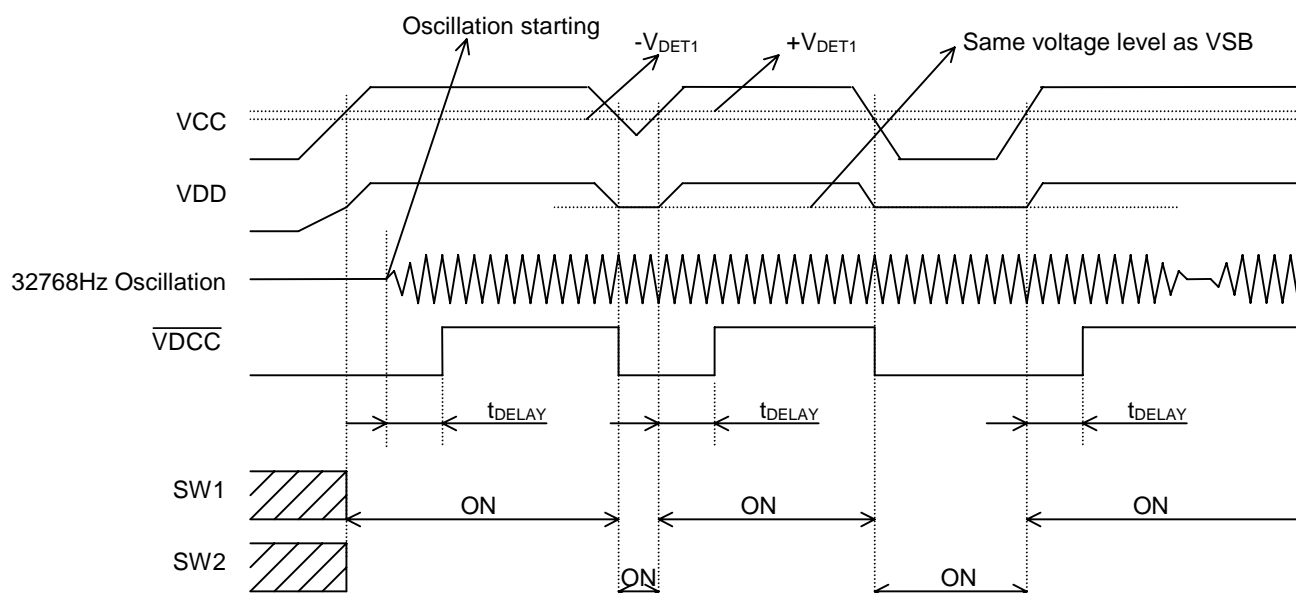 Oscillation starting
-VDET1
+VDET1
Same voltage level as VSB
VCC
VDD
32768Hz Oscillation
VDCC
tDELAY
tDELAY
tDELAY
SW1
ON
ON
ON
SW2
ON
ON